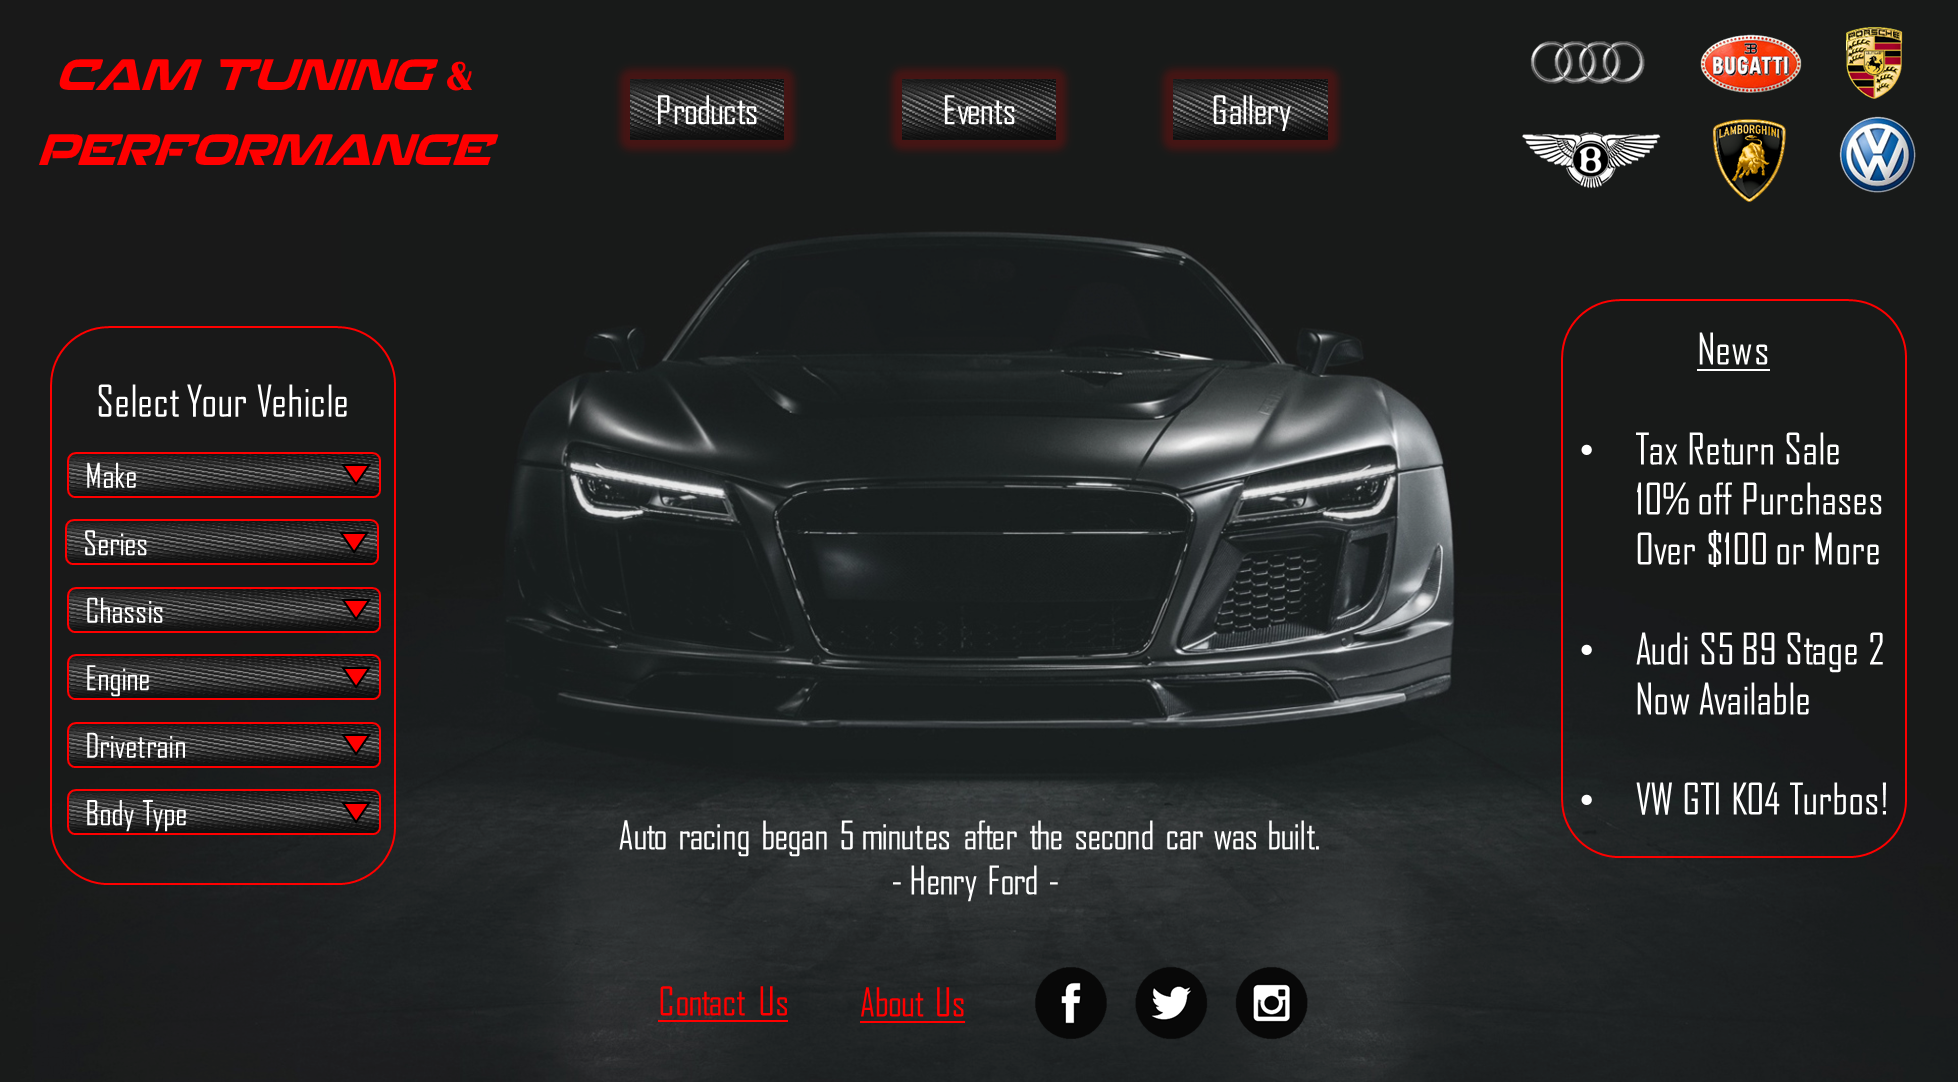 CAM TUNING &
PERFORMANCE
Products
Events
Gallery
BUGATTI
PORSCHE
B
LAMBORGHINI
VW
Select Your Vehicle
Make
Series
Chassis
Engine
Drivetrain
Body Type
News
• Tax Return Sale
10% off Purchases
Over $100 or More
• Audi S5 B9 Stage 2
Now Available
• VW GTI K04 Turbos!
Auto racing began 5 minutes after the second car was built.
- Henry Ford -
Contact Us
About Us